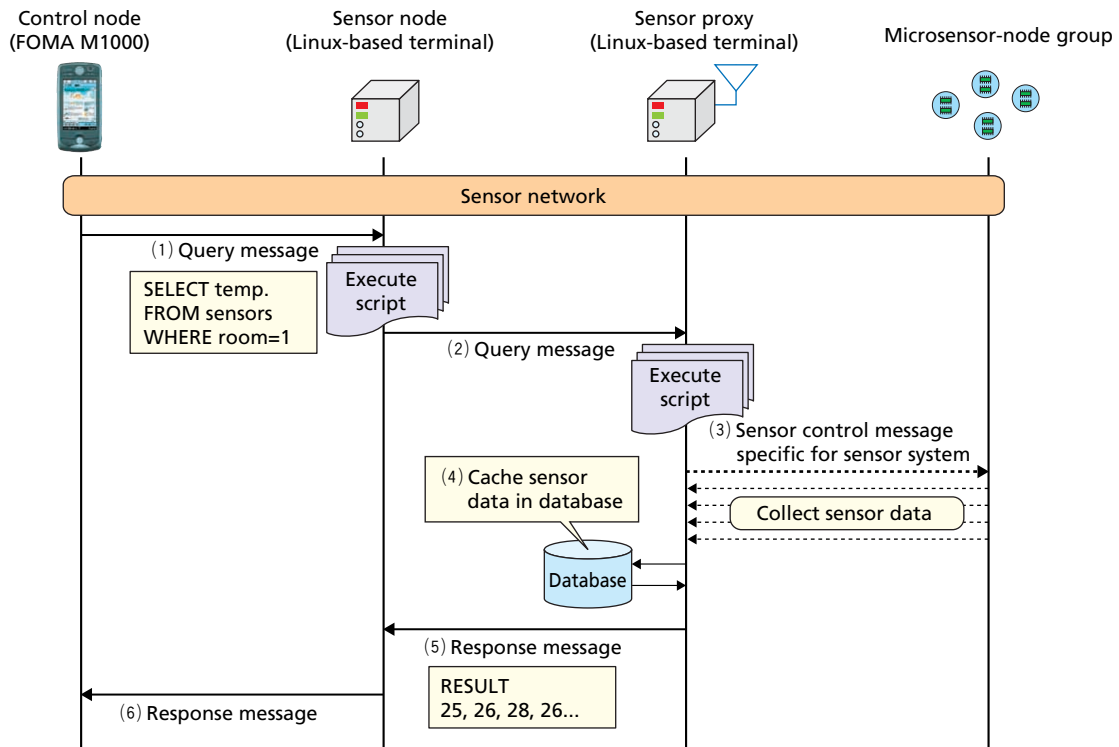 Control node
(FOMA M1000)
Sensor node
(Linux-based terminal)
Sensor proxy
(Linux-based terminal)
Microsensor-node group
Sensor network
(1) Query message
SELECT temp.
FROM sensors
WHERE room=1
Execute
script
(2) Query message
Execute
script
(3) Sensor control message
specific for sensor system
(4) Cache sensor
data in database
Collect sensor data
Database
(5) Response message
RESULT
25, 26, 28, 26...
(6) Response message